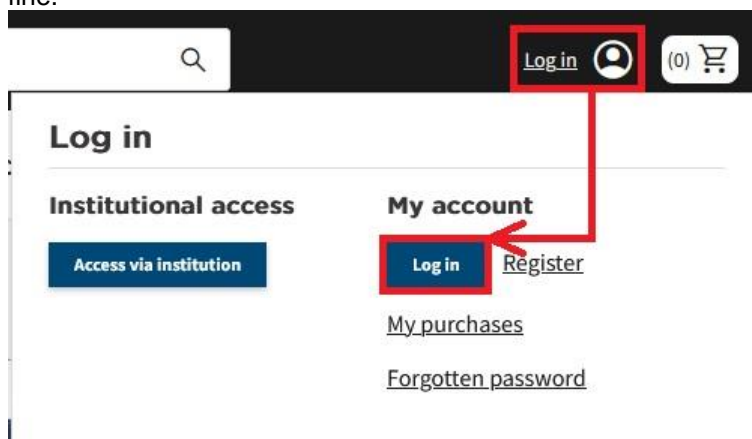 Log in (0)
Log in
Institutional access My account
Access via institution Log in Register
My purchases
Forgotten password